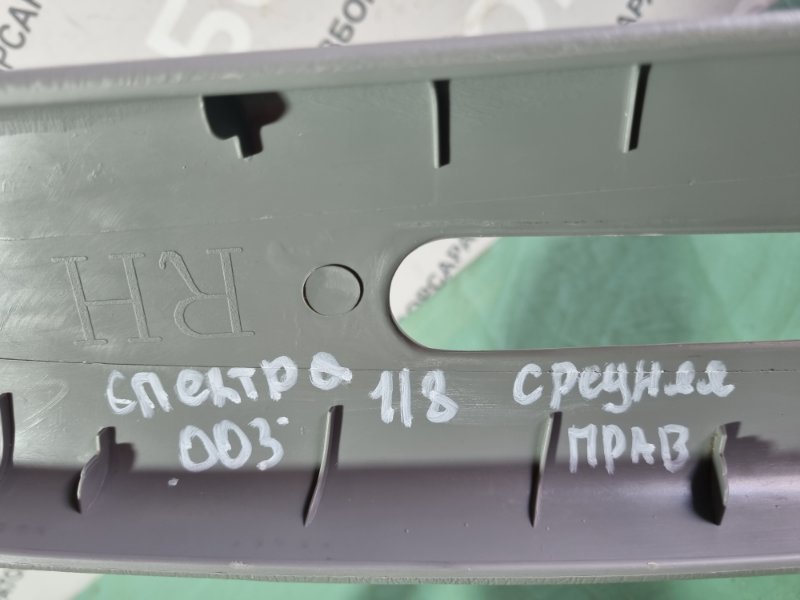 RH
спектра 118 средняя
003 прав